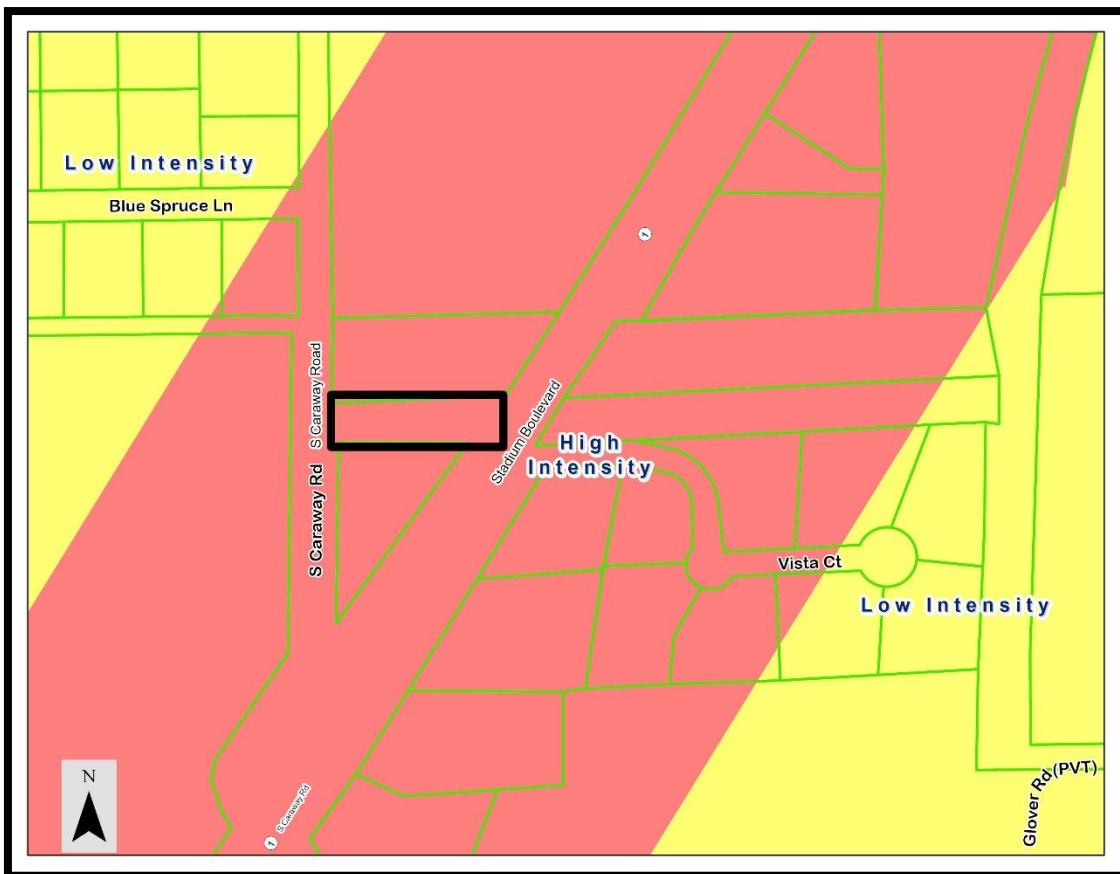 Low Intensity
Blue Spruce Ln
1
S Caraway Road
S Caraway Rd
Stadium Boulevard
High
Intensity
Vista Ct
Low Intensity
N
Glover Rd (PVT)
1
S Caraway Rd